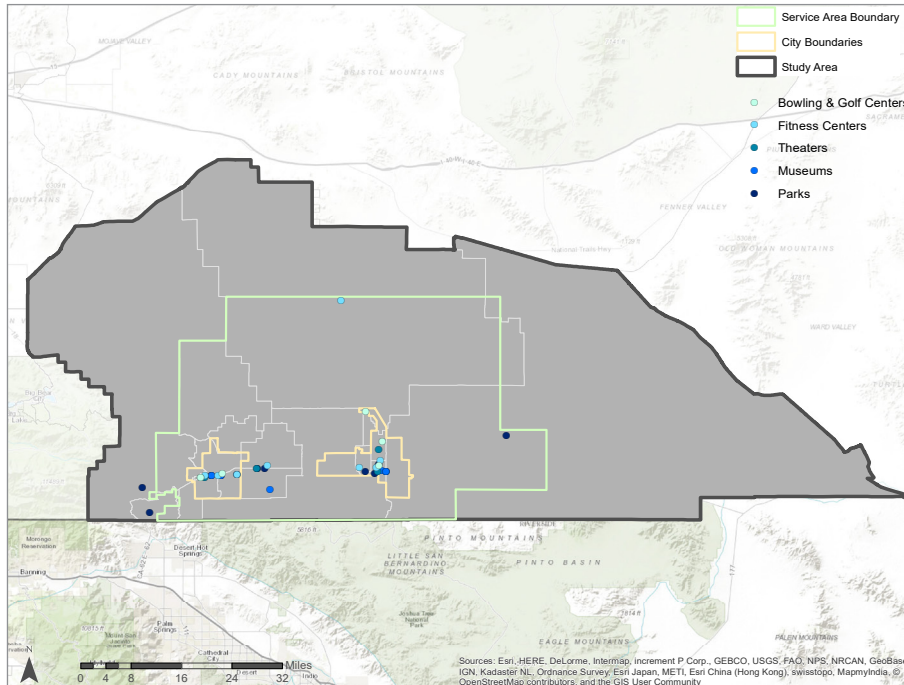 Service Area Boundary
City Boundaries
Study Area
Bowling & Golf Centers
Fitness Centers
Theaters
Museums
Parks
CADY MOUNTAINS
BRISTOL MOUNTAINS
FENNER VALLEY
National Trails Hwy
WARD VALLEY
Morongo
Reservation
Banning
Desert Hot
Springs
Palm
Springs
Cathedral
City
PINTO MOUNTAINS
LITTLE SAN
BERNARDINO
MOUNTAINS
PINTO BASIN
Joshua Tree
National
Park
EAGLE MOUNTAINS
PALEN MOUNTAINS
177
N
0 4 8 16 24 32
Miles
Sources: Esri, HERE, DeLorme, Intermap, increment P Corp., GEBCO, USGS, FAO, NPS, NRCAN, GeoBase,
IGN, Kadaster NL, Ordnance Survey, Esri Japan, METI, Esri China (Hong Kong), swisstopo, MapmyIndia, ©
OpenStreetMap contributors, and the GIS User Community